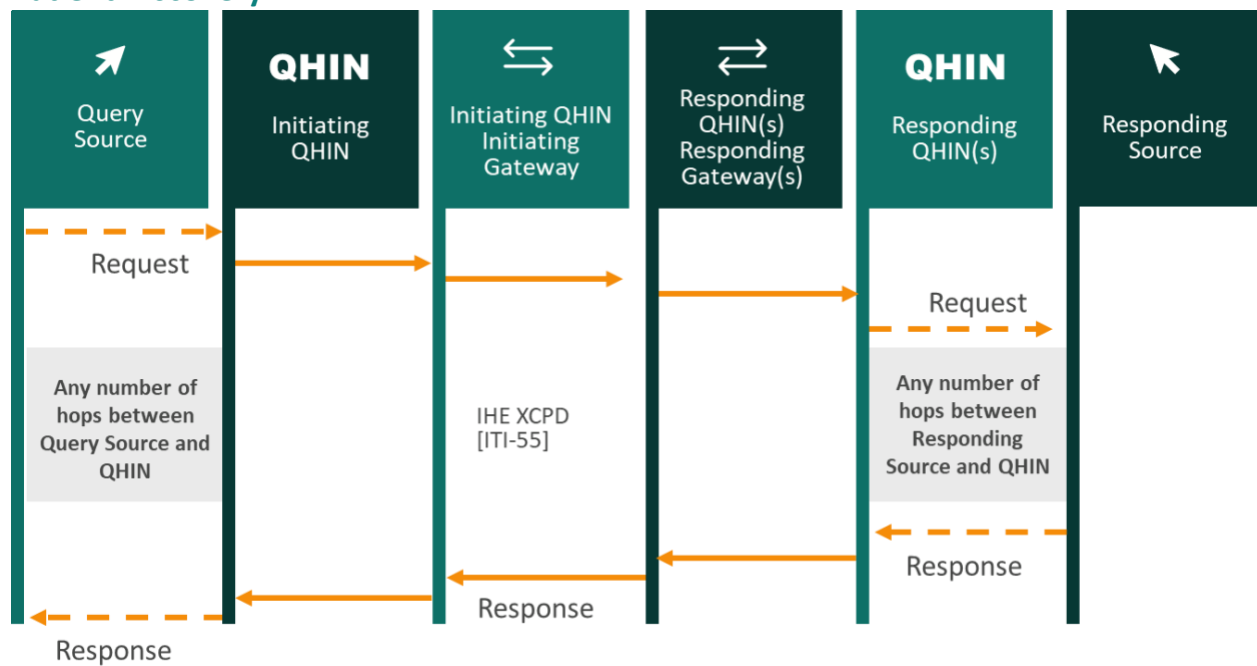 Query
Source
QHIN
Initiating
QHIN
Initiating QHIN
Initiating
Gateway
Responding
QHIN(s)
Responding
Gateway(s)
QHIN
Responding
QHIN(s)
Responding
Source
Request
Request
Any number of
hops between
Query Source and
QHIN
IHE XCPD
[ITI-55]
Any number of
hops between
Responding
Source and QHIN
Response
Response
Response